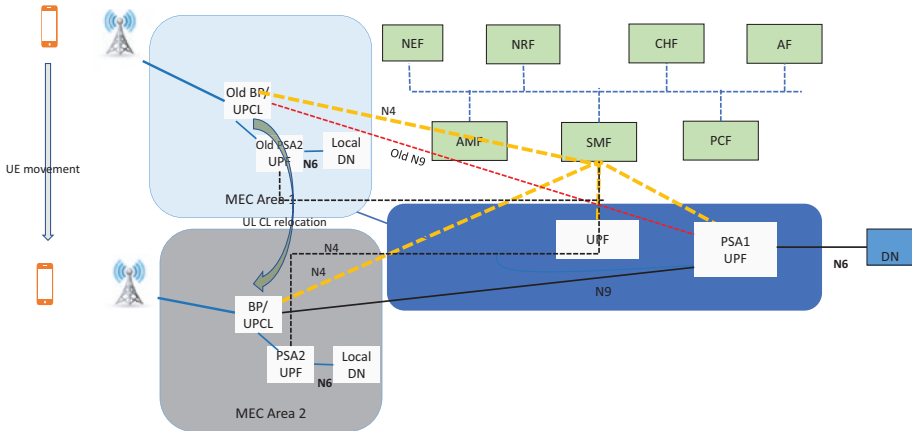 NEF
NRF
CHF
AF
Old BP/
UPCL
N4
AMF
SMF
PCF
Old PSA2
UPF
N6
Local
DN
Old N9
UE movement
MEC Area 1
UL CL relocation
UPF
PSA1
UPF
N6
DN
N4
N4
N9
BP/
UPCL
PSA2
UPF
N6
Local
DN
MEC Area 2